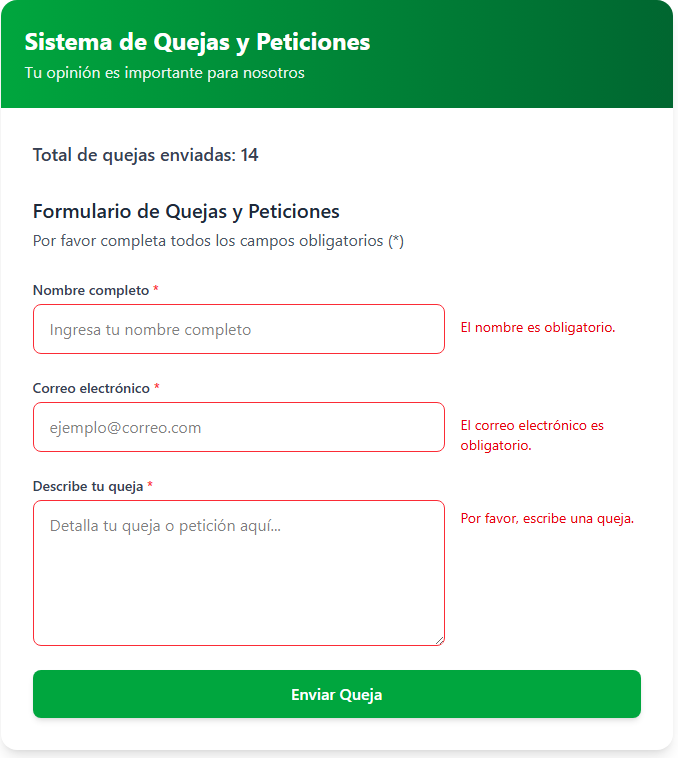 Sistema de Quejas y Peticiones
Tu opinión es importante para nosotros
Total de quejas enviadas: 14
Formulario de Quejas y Peticiones
Por favor completa todos los campos obligatorios (*)
Nombre completo *
Ingresa tu nombre completo
El nombre es obligatorio.
Correo electrónico *
ejemplo@correo.com
El correo electrónico es
obligatorio.
Describe tu queja *
Detalla tu queja o petición aquí...
Por favor, escribe una queja.
Enviar Queja